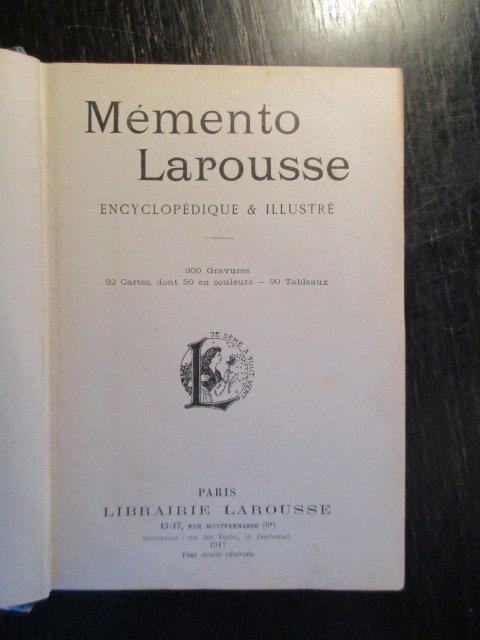 Mémento
Larousse
ENCYCLOPÉDIQUE & ILLUSTRÉ
900 Gravures
82 Cartes, dont 50 en couleurs — 90 Tableaux
JE SÈME À TOUT VENT
L
PARIS
LIBRAIRIE LAROUSSE
13-17, RUE MONTPARNASSE (6e)
SUCCURSALE : rue des Écoles, 58 (Sorbonne).
1917
Tous droits réservés.